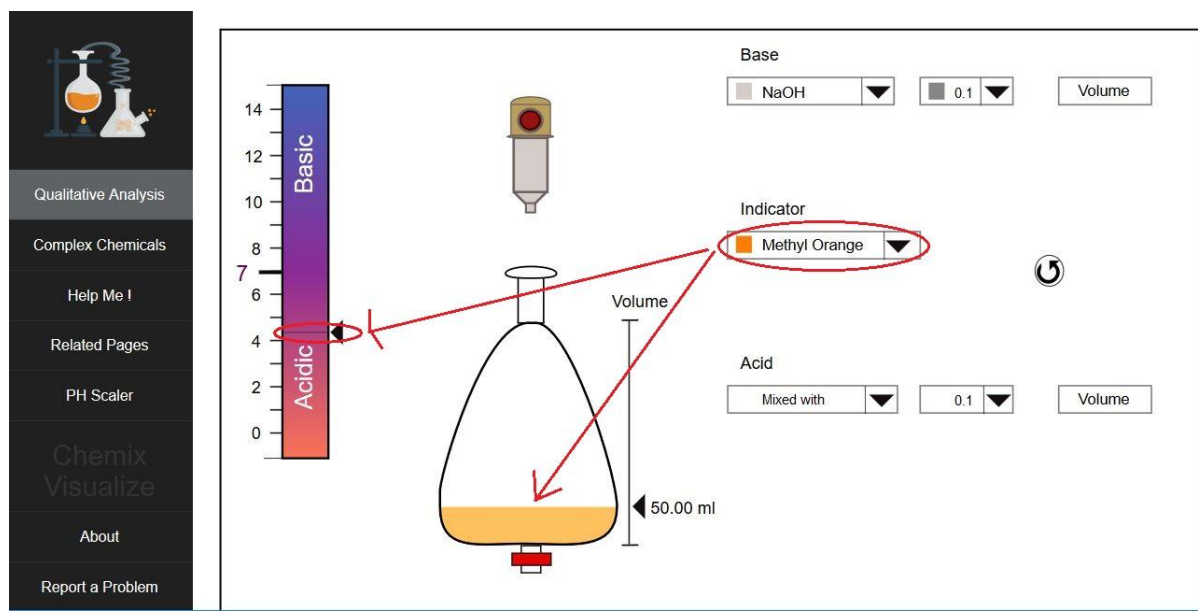 Qualitative Analysis
Complex Chemicals
Help Me !
Related Pages
PH Scaler
Chemix
Visualize
About
Report a Problem
14
12
10
8
7
6
4
2
0
Basic
Acidic
Volume
50.00 ml
Base
NaOH
0.1
Volume
Indicator
Methyl Orange
Acid
Mixed with
0.1
Volume